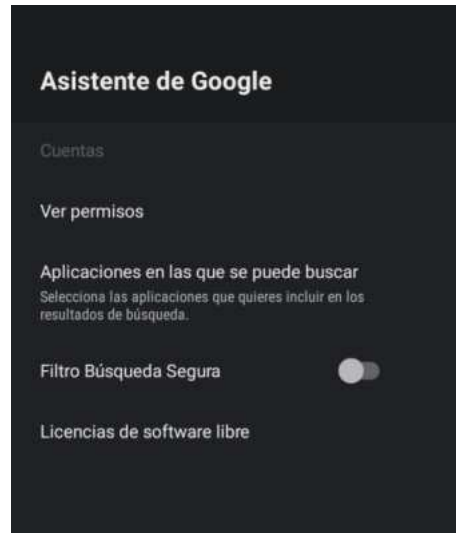 Asistente de Google
Cuentas
Ver permisos
Aplicaciones en las que se puede buscar
Selecciona las aplicaciones que quieres incluir en los
resultados de búsqueda.
Filtro Búsqueda Segura
Licencias de software libre